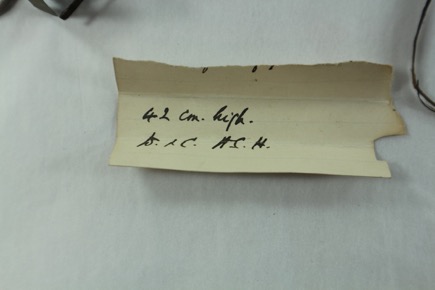 42 cm. high.
D. & C. A.C.H.